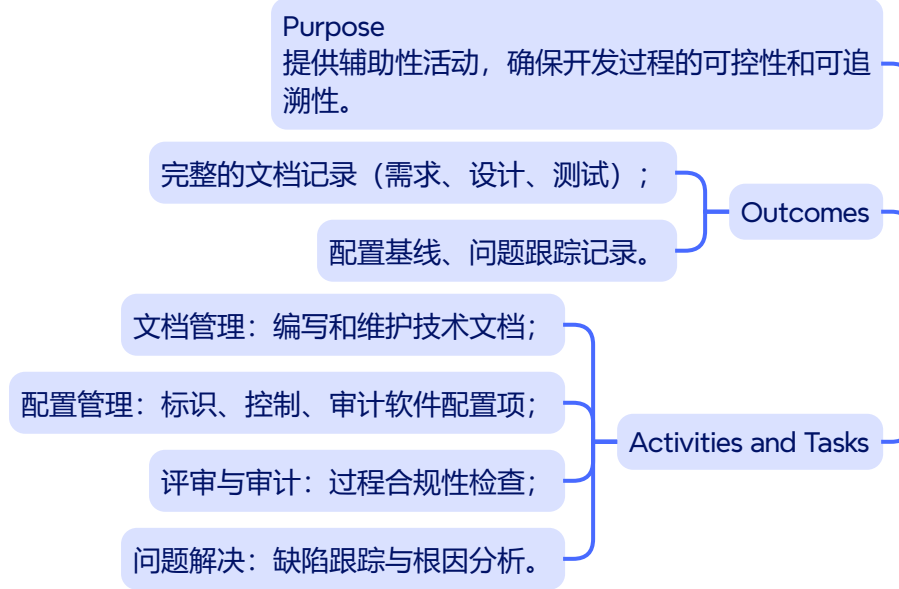 Purpose
提供辅助性活动，确保开发过程的可控性和可追
溯性。
完整的文档记录（需求、设计、测试）；
Outcomes
配置基线、问题跟踪记录。
文档管理：编写和维护技术文档；
配置管理：标识、控制、审计软件配置项；
Activities and Tasks
评审与审计：过程合规性检查；
问题解决：缺陷跟踪与根因分析。